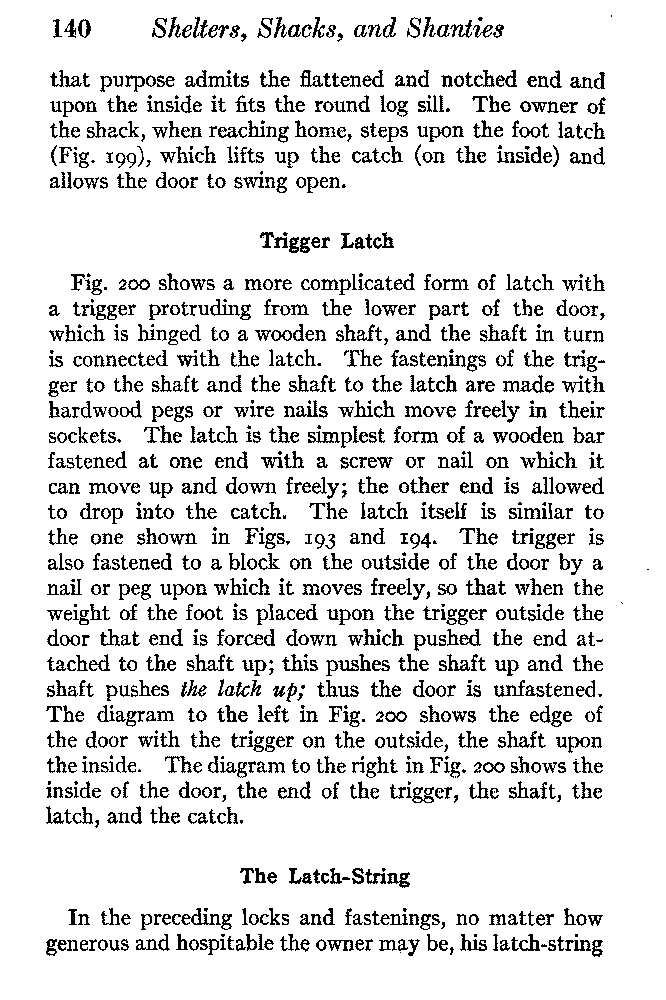 140 Shelters, Shacks, and Shanties
that purpose admits the flattened and notched end and
upon the inside it fits the round log sill. The owner of
the shack, when reaching home, steps upon the foot latch
(Fig. 199), which lifts up the catch (on the inside) and
allows the door to swing open.
Trigger Latch
Fig. 200 shows a more complicated form of latch with
a trigger protruding from the lower part of the door,
which is hinged to a wooden shaft, and the shaft in turn
is connected with the latch. The fastenings of the trig-
ger to the shaft and the shaft to the latch are made with
hardwood pegs or wire nails which move freely in their
sockets. The latch is the simplest form of a wooden bar
fastened at one end with a screw or nail on which it
can move up and down freely; the other end is allowed
to drop into the catch. The latch itself is similar to
the one shown in Figs. 193 and 194. The trigger is
also fastened to a block on the outside of the door by a
nail or peg upon which it moves freely, so that when the
weight of the foot is placed upon the trigger outside the
door that end is forced down which pushed the end at-
tached to the shaft up; this pushes the shaft up and the
shaft pushes the latch up; thus the door is unfastened.
The diagram to the left in Fig. 200 shows the edge of
the door with the trigger on the outside, the shaft upon
the inside. The diagram to the right in Fig. 200 shows the
inside of the door, the end of the trigger, the shaft, the
latch, and the catch.
The Latch-String
In the preceding locks and fastenings, no matter how
generous and hospitable the owner may be, his latch-string